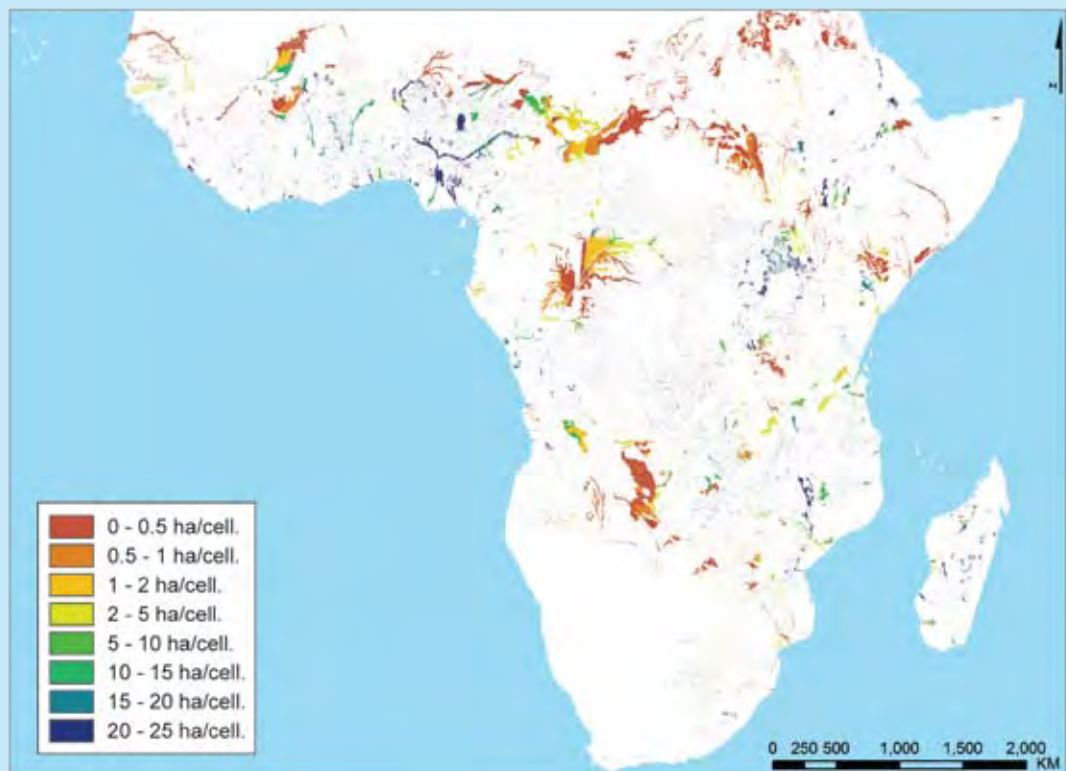 N
0 - 0.5 ha/cell.
0.5 - 1 ha/cell.
1 - 2 ha/cell.
2 - 5 ha/cell.
5 - 10 ha/cell.
10 - 15 ha/cell.
15 - 20 ha/cell.
20 - 25 ha/cell.
0 250 500 1,000 1,500 2,000
KM